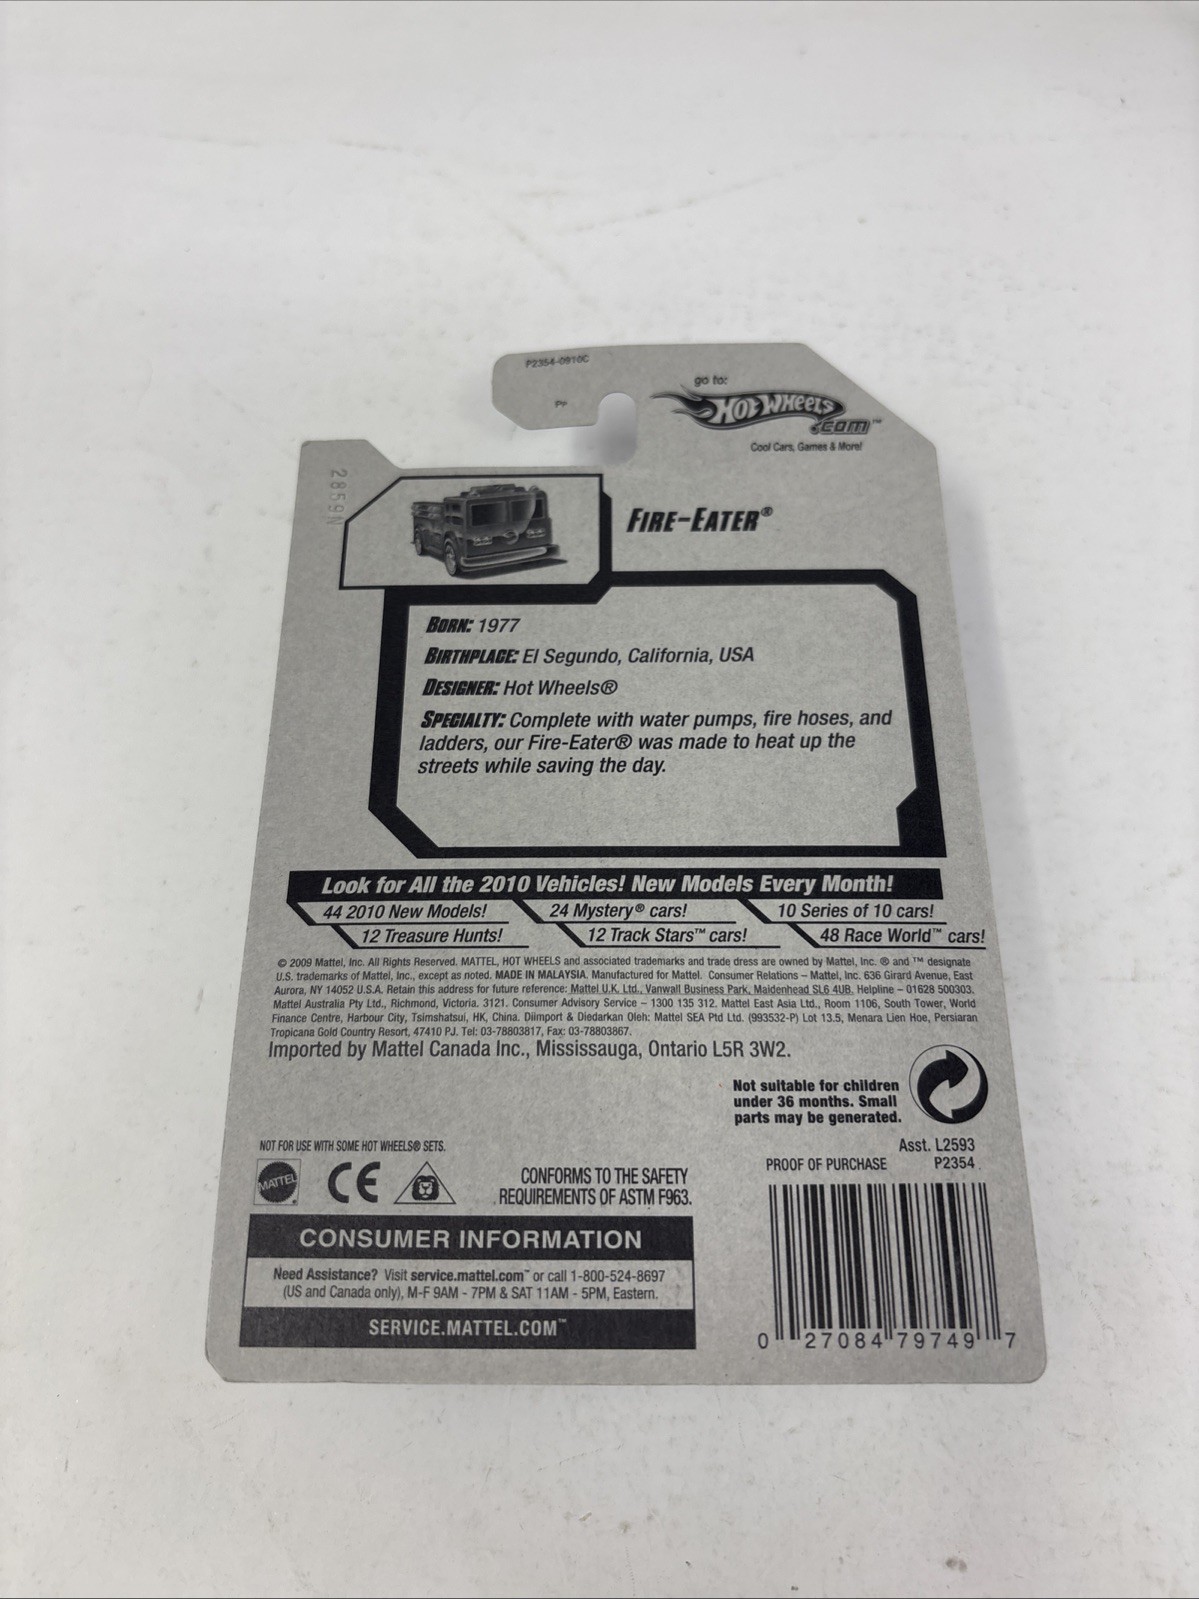 P2354-0910C
go to:
Hot Wheels
.com™
Cool Cars, Games & More!
2859N
Fire-Eater®
Born: 1977
Birthplace: El Segundo, California, USA
Designer: Hot Wheels®
Specialty: Complete with water pumps, fire hoses, and
ladders, our Fire-Eater® was made to heat up the
streets while saving the day.
Look for All the 2010 Vehicles! New Models Every Month!
44 2010 New Models! 24 Mystery® cars! 10 Series of 10 cars!
12 Treasure Hunts! 12 Track Stars™ cars! 48 Race World™ cars!
© 2009 Mattel, Inc. All Rights Reserved. MATTEL, HOT WHEELS and associated trademarks and trade dress are owned by Mattel, Inc. ® and ™ designate
U.S. trademarks of Mattel, Inc., except as noted. MADE IN MALAYSIA. Manufactured for Mattel. Consumer Relations – Mattel, Inc. 636 Girard Avenue, East
Aurora, NY 14052 U.S.A. Retain this address for future reference: Mattel U.K. Ltd., Vanwall Business Park, Maidenhead SL6 4UB. Helpline – 01628 500303.
Mattel Australia Pty Ltd., Richmond, Victoria. 3121. Consumer Advisory Service – 1300 135 312. Mattel East Asia Ltd., Room 1106, South Tower, World
Finance Centre, Harbour City, Tsimshatsui, HK, China. Diimport & Diedarkan Oleh: Mattel SEA Ptd Ltd. (993532-P) Lot 13.5, Menara Lien Hoe, Persiaran
Tropicana Gold Country Resort, 47410 PJ. Tel: 03-78803817, Fax: 03-78803867.
Imported by Mattel Canada Inc., Mississauga, Ontario L5R 3W2.
Not suitable for children
under 36 months. Small
parts may be generated.
NOT FOR USE WITH SOME HOT WHEELS® SETS.
Asst. L2593
PROOF OF PURCHASE P2354
MATTEL
CE
CONFORMS TO THE SAFETY
REQUIREMENTS OF ASTM F963.
CONSUMER INFORMATION
Need Assistance? Visit service.mattel.com™ or call 1-800-524-8697
(US and Canada only), M-F 9AM - 7PM & SAT 11AM - 5PM, Eastern.
SERVICE.MATTEL.COM™
0 27084 79749 7